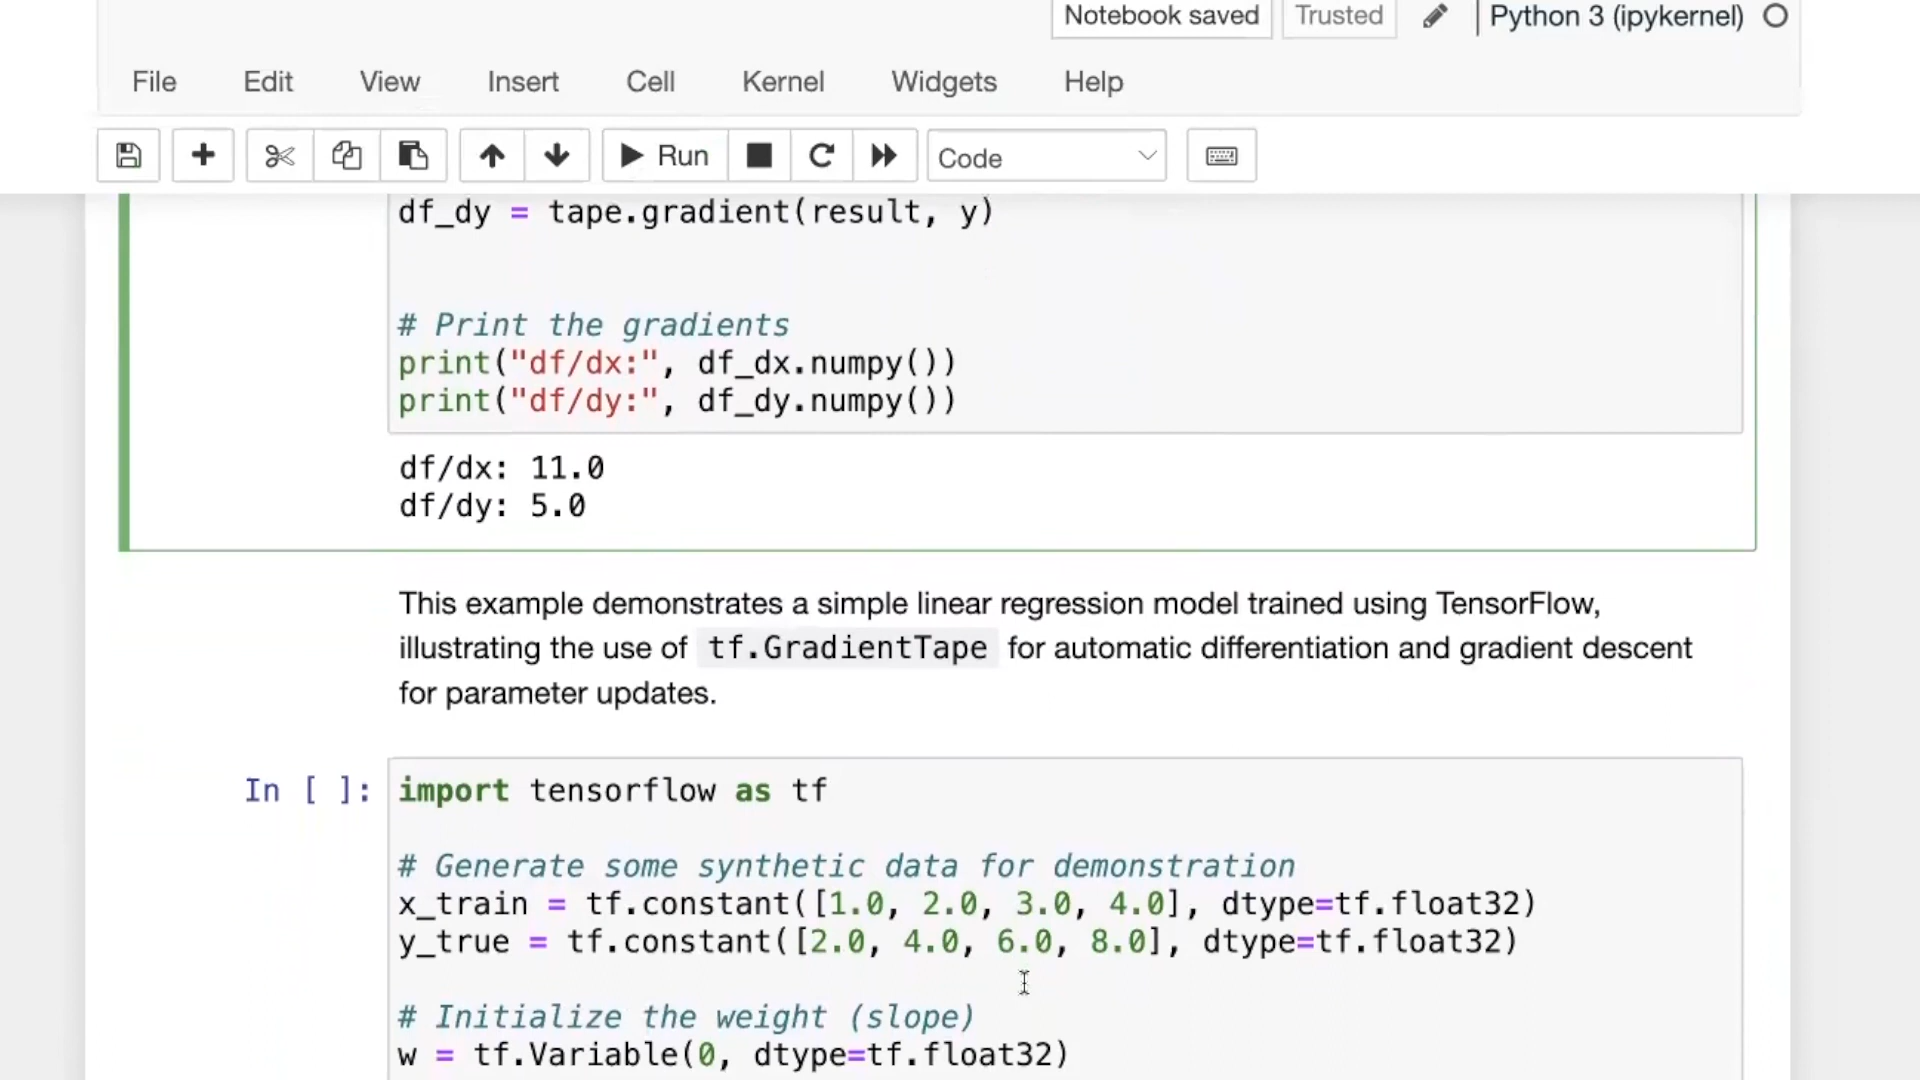 Notebook saved Trusted Python 3 (ipykernel)
File Edit View Insert Cell Kernel Widgets Help
Run Code
df_dy = tape.gradient(result, y)
# Print the gradients
print("df/dx:", df_dx.numpy())
print("df/dy:", df_dy.numpy())
df/dx: 11.0
df/dy: 5.0
This example demonstrates a simple linear regression model trained using TensorFlow,
illustrating the use of tf.GradientTape for automatic differentiation and gradient descent
for parameter updates.
In [ ]: import tensorflow as tf
# Generate some synthetic data for demonstration
x_train = tf.constant([1.0, 2.0, 3.0, 4.0], dtype=tf.float32)
y_true = tf.constant([2.0, 4.0, 6.0, 8.0], dtype=tf.float32)
# Initialize the weight (slope)
w = tf.Variable(0, dtype=tf.float32)